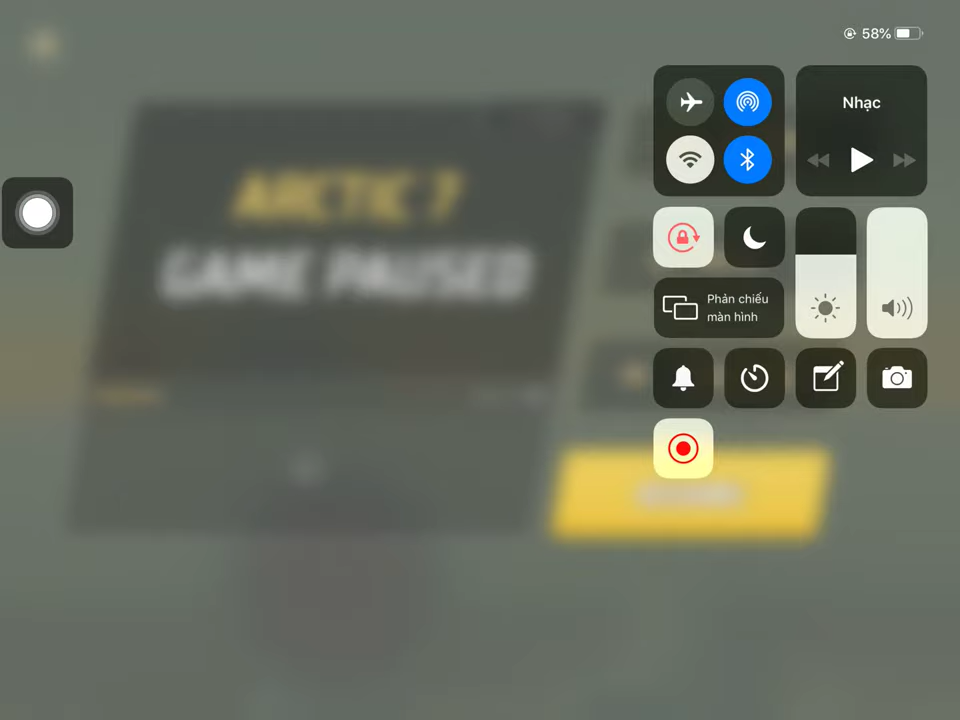 58%
Nhạc
Phản chiếu
màn hình
ARCTIC 7
GAME PAUSED